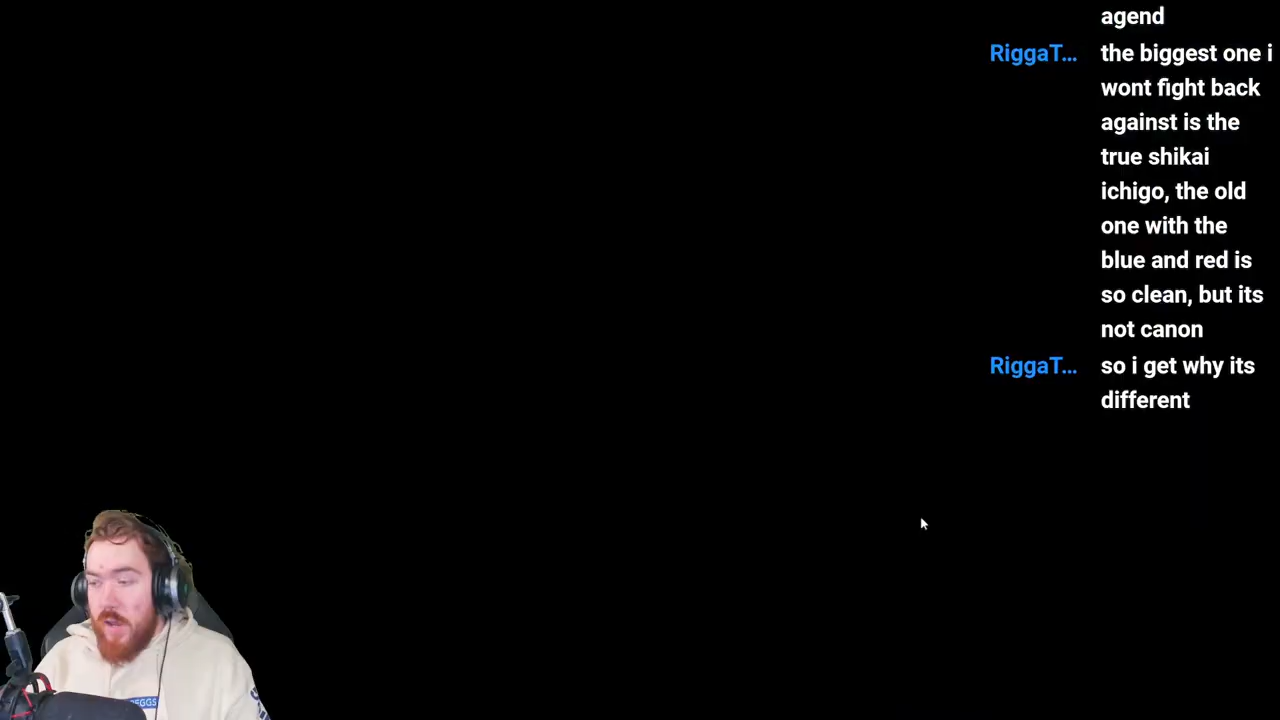 agend
RiggaT... the biggest one i
wont fight back
against is the
true shikai
ichigo, the old
one with the
blue and red is
so clean, but its
not canon
RiggaT... so i get why its
different